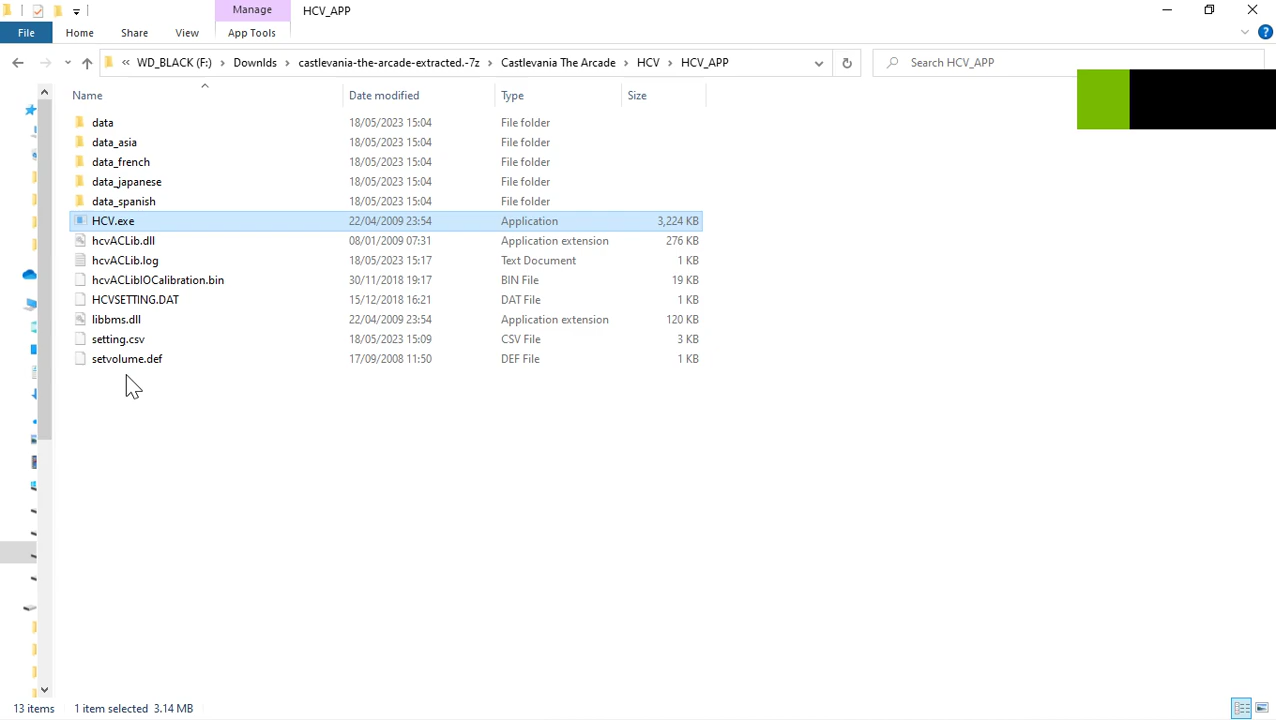 Manage
HCV_APP
File
Home
Share
View
App Tools
«
WD_BLACK (F:) › Downlds › castlevania-the-arcade-extracted.-7z › Castlevania The Arcade › HCV › HCV_APP
Search HCV_APP
Name
Date modified
Type
Size
data 18/05/2023 15:04 File folder
data_asia 18/05/2023 15:04 File folder
data_french 18/05/2023 15:04 File folder
data_japanese 18/05/2023 15:04 File folder
data_spanish 18/05/2023 15:04 File folder
HCV.exe 22/04/2009 23:54 Application 3,224 KB
hcvACLib.dll 08/01/2009 07:31 Application extension 276 KB
hcvACLib.log 18/05/2023 15:17 Text Document 1 KB
hcvACLibIOCalibration.bin 30/11/2018 19:17 BIN File 19 KB
HCVSETTING.DAT 15/12/2018 16:21 DAT File 1 KB
libbms.dll 22/04/2009 23:54 Application extension 120 KB
setting.csv 18/05/2023 15:09 CSV File 3 KB
setvolume.def 17/09/2008 11:50 DEF File 1 KB
13 items
1 item selected 3.14 MB